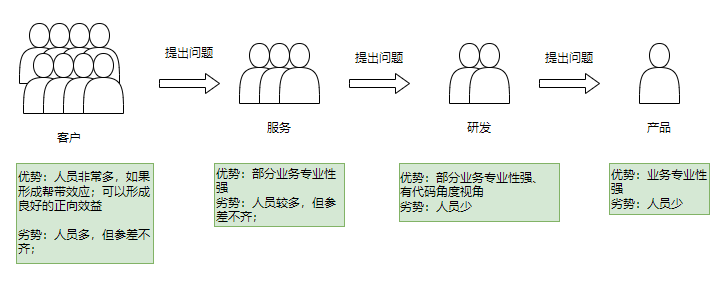 提出问题
提出问题
提出问题
客户
服务
研发
产品
优势：人员非常多，如果
形成帮带效应；可以形成
良好的正向效益
劣势：人员多，但参差不
齐；
优势：部分业务专业性
强
劣势：人员较多，但参
差不齐；
优势：部分业务专业性强、
有代码角度视角
劣势：人员少
优势：业务专业性
强
劣势：人员少